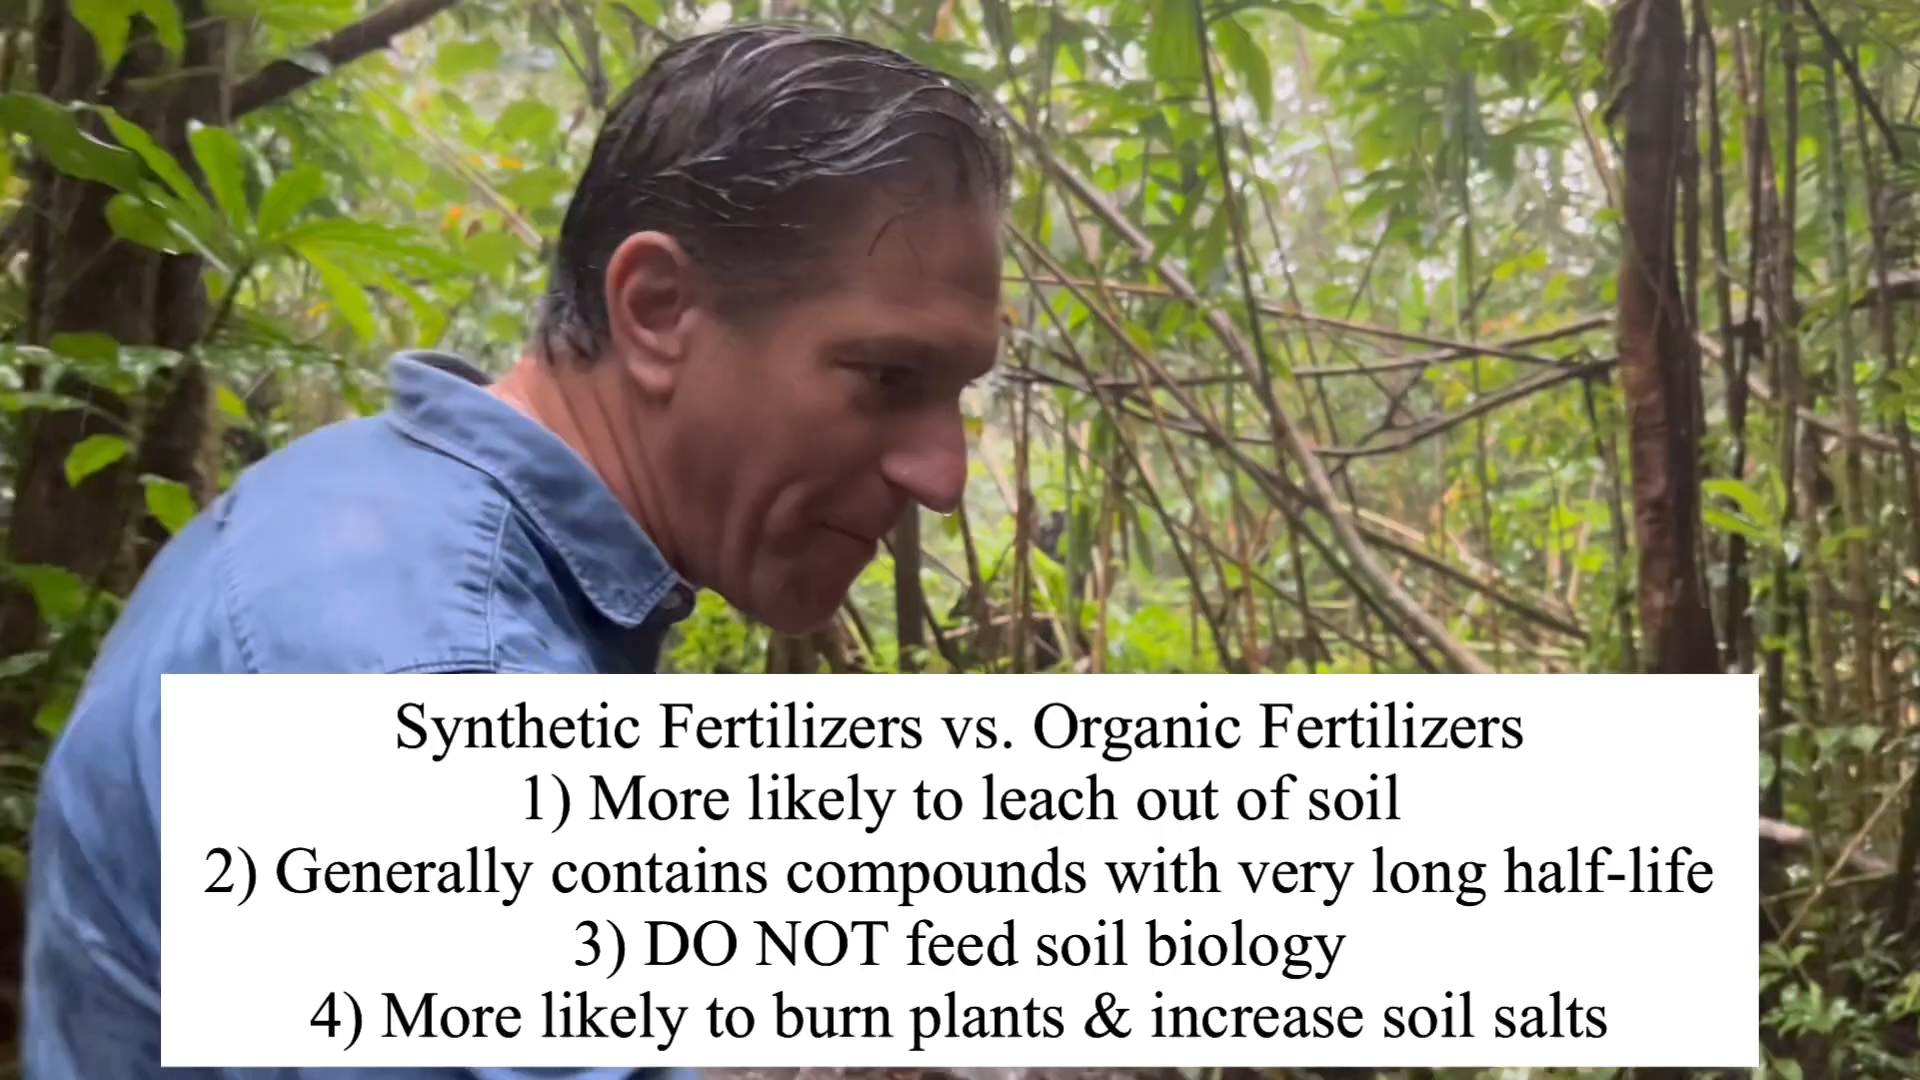 Synthetic Fertilizers vs. Organic Fertilizers
1) More likely to leach out of soil
2) Generally contains compounds with very long half-life
3) DO NOT feed soil biology
4) More likely to burn plants & increase soil salts